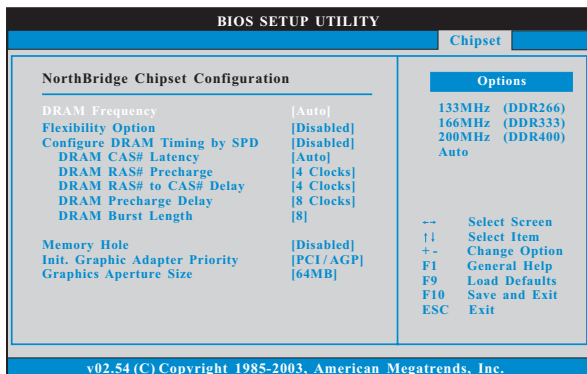 BIOS SETUP UTILITY
Chipset
NorthBridge Chipset Configuration
DRAM Frequency [Auto]
Flexibility Option [Disabled]
Configure DRAM Timing by SPD [Disabled]
DRAM CAS# Latency [Auto]
DRAM RAS# Precharge [4 Clocks]
DRAM RAS# to CAS# Delay [4 Clocks]
DRAM Precharge Delay [8 Clocks]
DRAM Burst Length [8]
Memory Hole [Disabled]
Init. Graphic Adapter Priority [PCI/AGP]
Graphics Aperture Size [64MB]
Options
133MHz (DDR266)
166MHz (DDR333)
200MHz (DDR400)
Auto
←→ Select Screen
↑↓ Select Item
+ - Change Option
F1 General Help
F9 Load Defaults
F10 Save and Exit
ESC Exit
v02.54 (C) Copyright 1985-2003, American Megatrends, Inc.